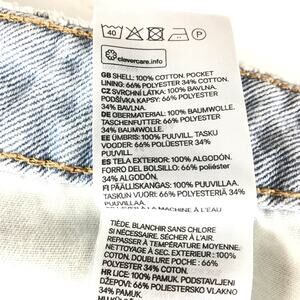 40 P
clevercare.info
GB SHELL: 100% COTTON. POCKET
LINING: 66% POLYESTER 34% COTTON.
CZ SVRCHNÍ LÁTKA: 100% BAVLNA.
PODŠÍVKA KAPSY: 66% POLYESTER
34% BAVLNA.
DE OBERMATERIAL: 100% BAUMWOLLE.
TASCHENFUTTER: 66% POLYESTER 34%
BAUMWOLLE.
EE ÜLIMINE: 100% PUUVILL. TASKU
VOODER: 66% POLÜESTER 34%
PUUVILL.
ES TELA EXTERIOR: 100% ALGODÓN.
FORRO DEL BOLSILLO: 66% poliéster
34% ALGODÓN.
FI PÄÄLLISKANGAS: 100% PUUVILLAA.
TASKUN VUORI: 66% POLYESTERIÄ 34%
PUUVILLAA.
À LA MACHINE À L'EAU
TIÈDE. BLANCHIR SANS CHLORE
SI NÉCESSAIRE. SÉCHER À L'AIR.
REPASSER À TEMPÉRATURE MOYENNE.
NETTOYAGE À SEC. EXTERIEUR : 100%
COTON. DOUBLURE POCHE : 66%
POLYESTER 34% COTON.
HR LICE: 100% PAMUK. PODSTAVLJENI
DŽEPOVI: 66% POLIESTERSKO VLAKNO
34% PAMUK.